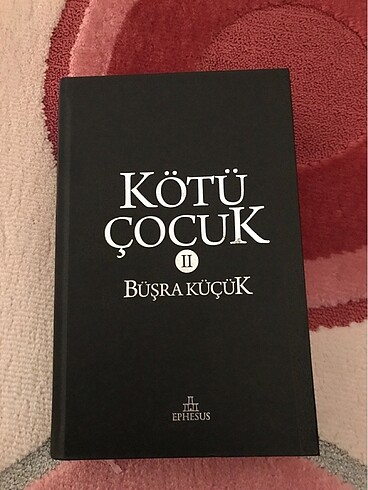 KÖTÜ
ÇOCUK
II
BÜŞRA KÜÇÜK
EPHESUS